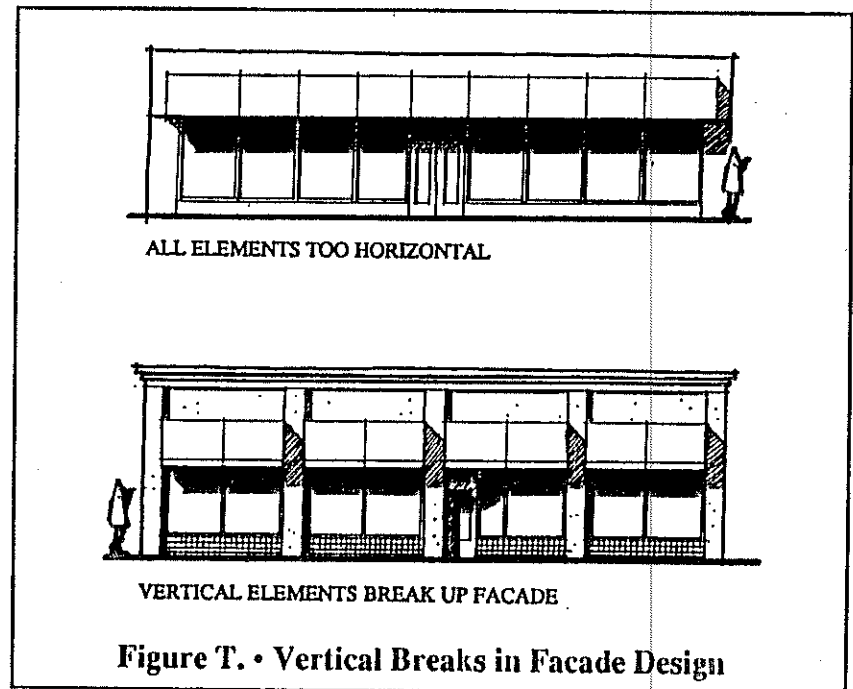 ALL ELEMENTS TOO HORIZONTAL
VERTICAL ELEMENTS BREAK UP FACADE
Figure T. • Vertical Breaks in Facade Design